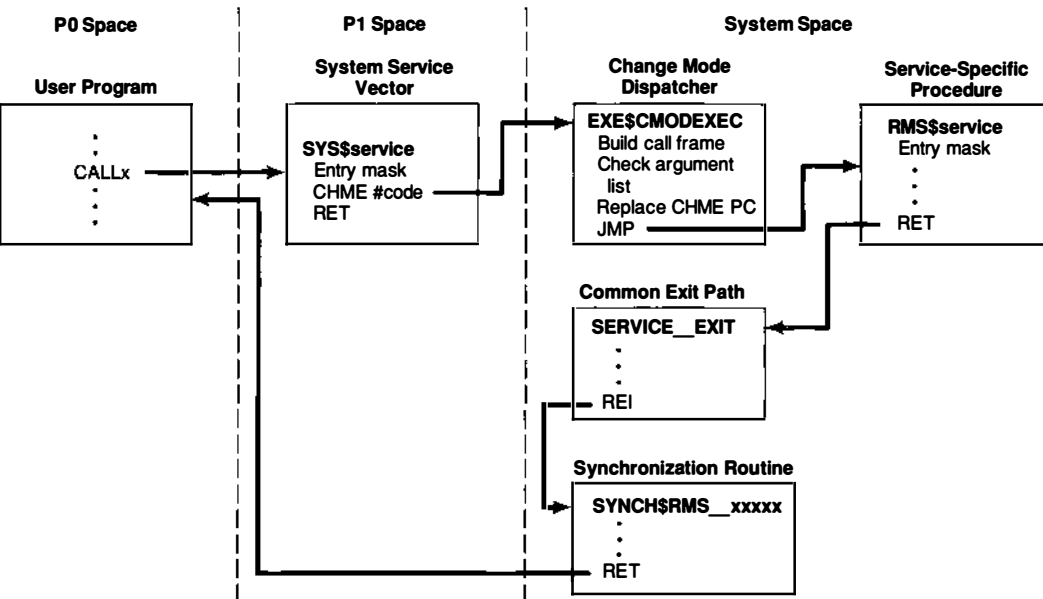 P0 Space
P1 Space
System Space
User Program
CALLx
System Service
Vector
SYS$service
Entry mask
CHME #code
RET
Change Mode
Dispatcher
EXE$CMODEXEC
Build call frame
Check argument
list
Replace CHME PC
JMP
Service-Specific
Procedure
RMS$service
Entry mask
RET
Common Exit Path
SERVICE__EXIT
REI
Synchronization Routine
SYNCH$RMS__xxxxx
RET